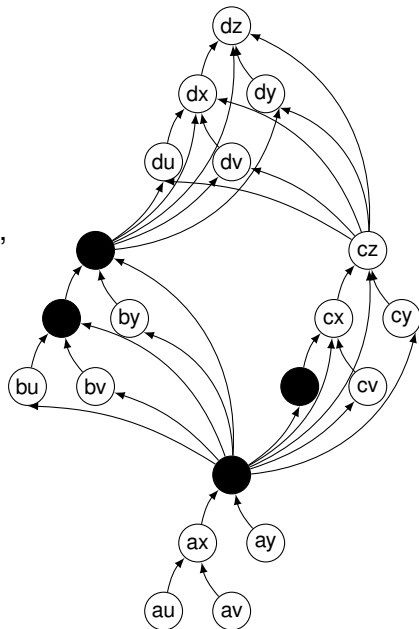 dz
dx dy
du dv
,
cz
by cx cy
bu bv cv
ax ay
au av